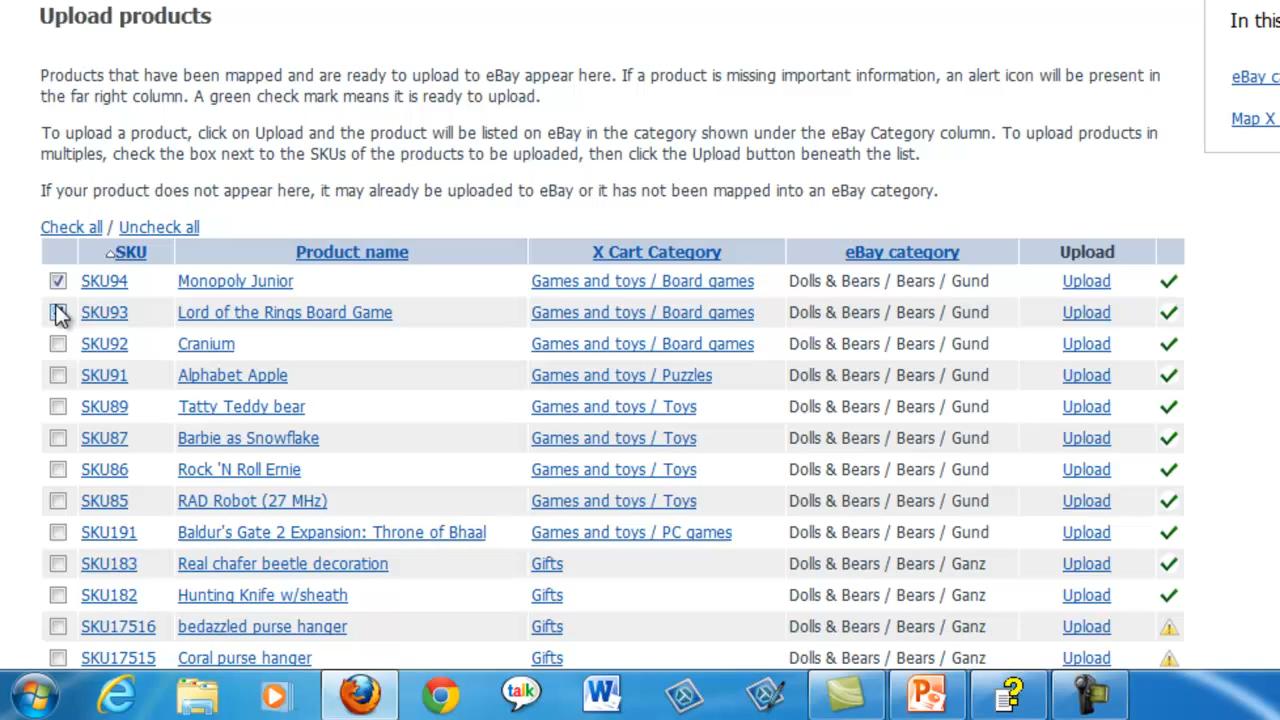 Upload products
In this
Products that have been mapped and are ready to upload to eBay appear here. If a product is missing important information, an alert icon will be present in
the far right column. A green check mark means it is ready to upload.
eBay c
Map X
To upload a product, click on Upload and the product will be listed on eBay in the category shown under the eBay Category column. To upload products in
multiples, check the box next to the SKUs of the products to be uploaded, then click the Upload button beneath the list.
If your product does not appear here, it may already be uploaded to eBay or it has not been mapped into an eBay category.
Check all / Uncheck all
SKU Product name X Cart Category eBay category Upload
SKU94 Monopoly Junior Games and toys / Board games Dolls & Bears / Bears / Gund Upload
SKU93 Lord of the Rings Board Game Games and toys / Board games Dolls & Bears / Bears / Gund Upload
SKU92 Cranium Games and toys / Board games Dolls & Bears / Bears / Gund Upload
SKU91 Alphabet Apple Games and toys / Puzzles Dolls & Bears / Bears / Gund Upload
SKU89 Tatty Teddy bear Games and toys / Toys Dolls & Bears / Bears / Gund Upload
SKU87 Barbie as Snowflake Games and toys / Toys Dolls & Bears / Bears / Gund Upload
SKU86 Rock 'N Roll Ernie Games and toys / Toys Dolls & Bears / Bears / Gund Upload
SKU85 RAD Robot (27 MHz) Games and toys / Toys Dolls & Bears / Bears / Gund Upload
SKU191 Baldur's Gate 2 Expansion: Throne of Bhaal Games and toys / PC games Dolls & Bears / Bears / Gund Upload
SKU183 Real chafer beetle decoration Gifts Dolls & Bears / Bears / Ganz Upload
SKU182 Hunting Knife w/sheath Gifts Dolls & Bears / Bears / Ganz Upload
SKU17516 bedazzled purse hanger Gifts Dolls & Bears / Bears / Ganz Upload
SKU17515 Coral purse hanger Gifts Dolls & Bears / Bears / Ganz Upload
talk